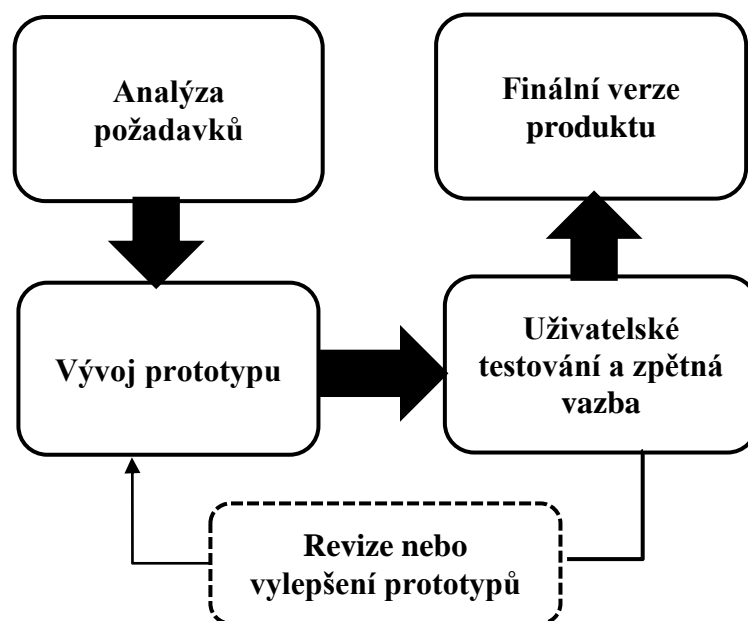 Analýza
požadavků
Finální verze
produktu
Vývoj prototypu
Uživatelské
testování a zpětná
vazba
Revize nebo
vylepšení prototypů